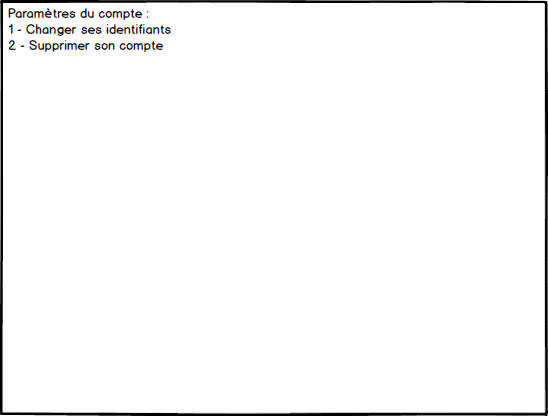 Paramètres du compte :
1 - Changer ses identifiants
2 - Supprimer son compte